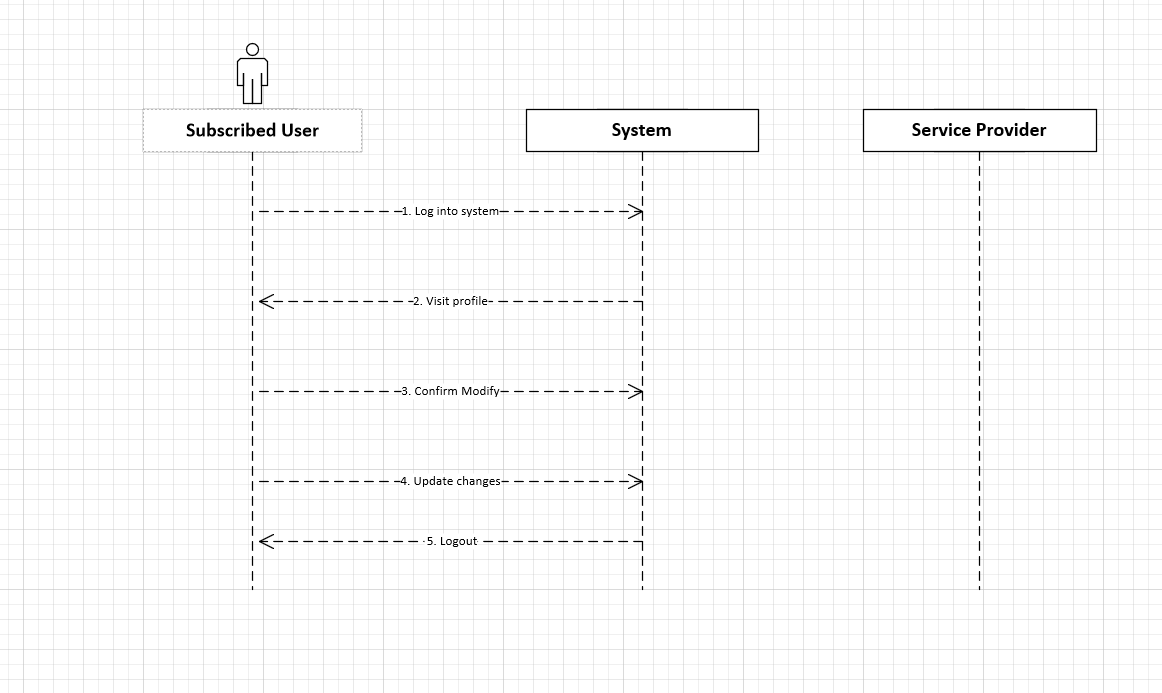 Subscribed User
System
Service Provider
1. Log into system
2. Visit profile
3. Confirm Modify
4. Update changes
5. Logout